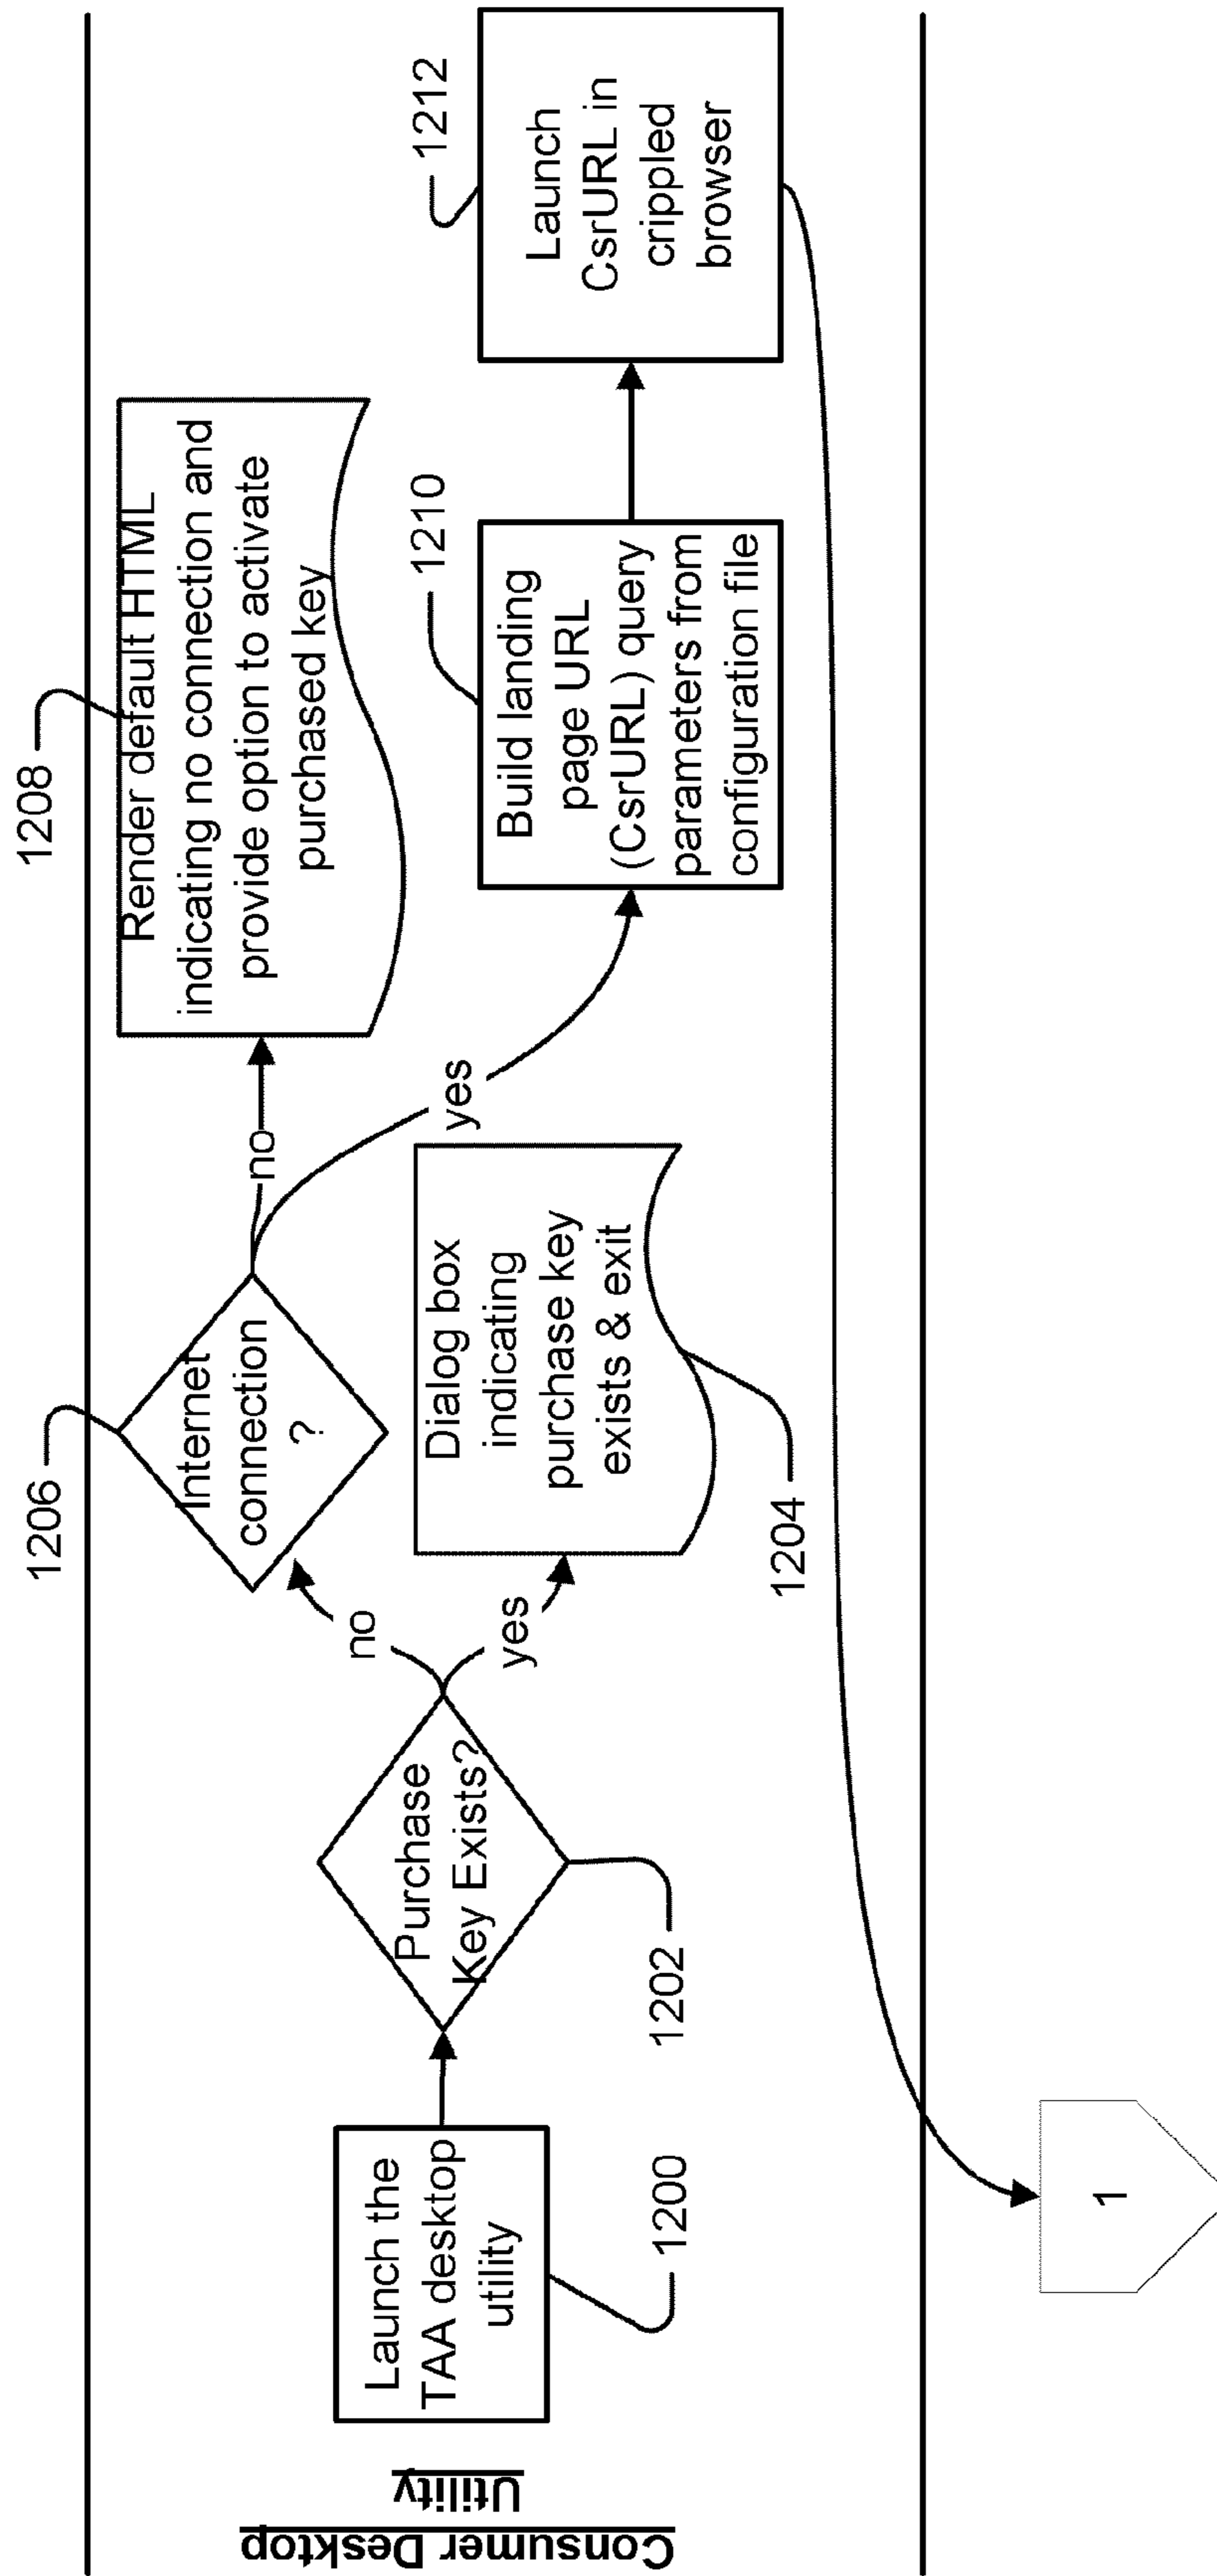 Consumer Desktop
Utility
Launch the
TAA desktop
utility
1200
Purchase
Key Exists?
1202
no
yes
1206
Internet
connection
?
Dialog box
indicating
purchase key
exists & exit
1204
no
yes
1208
Render default HTML
indicating no connection and
provide option to activate
purchased key
1210
Build landing
page URL
(CsrURL) query
parameters from
configuration file
1212
Launch
CsrURL in
crippled
browser
1